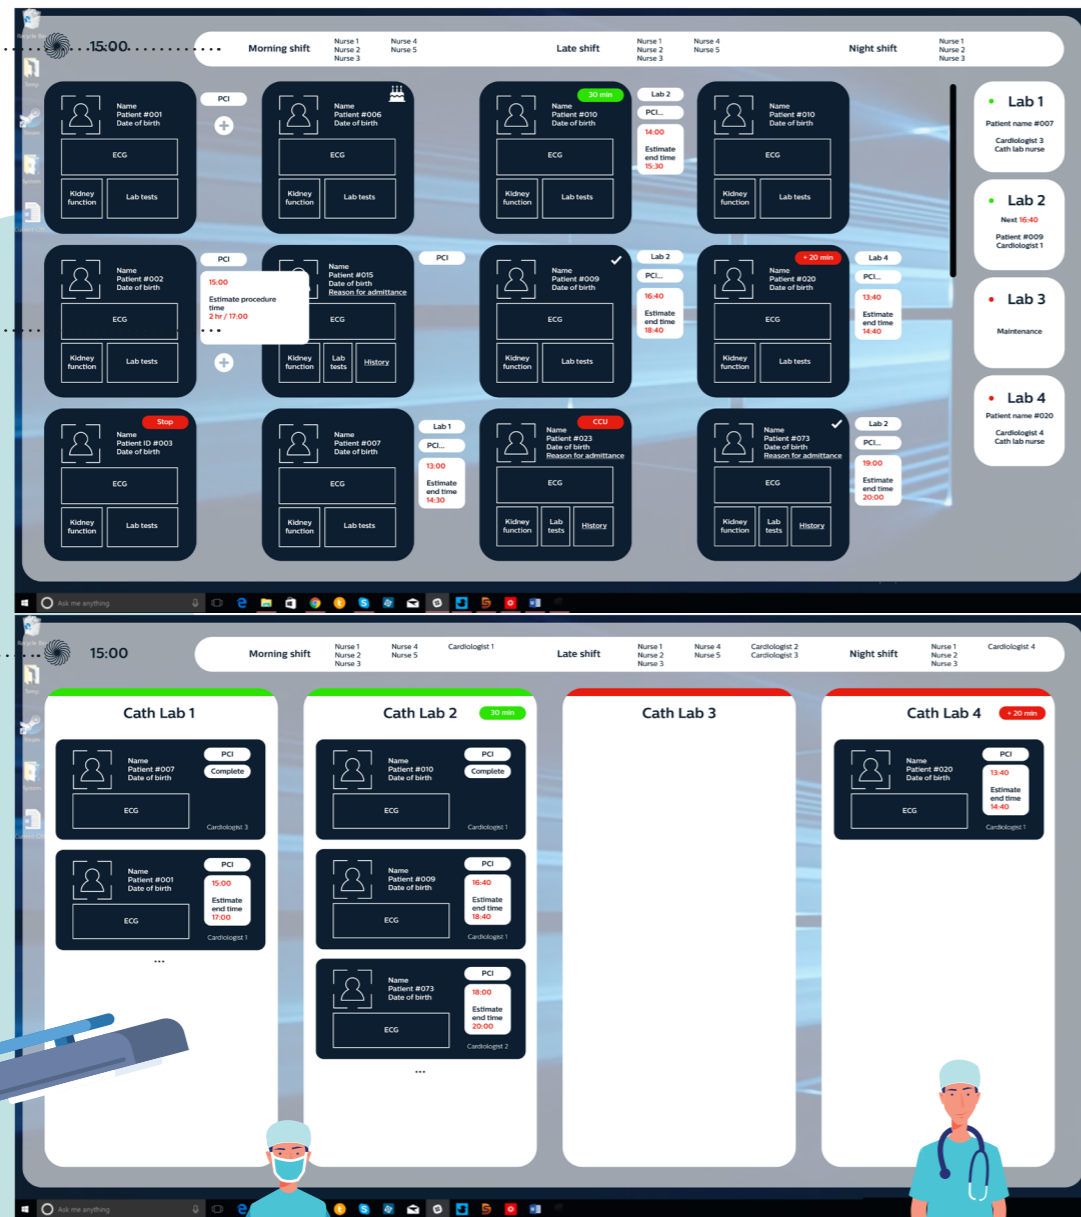 15:00
Morning shift
Nurse 1
Nurse 2
Nurse 3
Nurse 4
Nurse 5
Late shift
Nurse 1
Nurse 2
Nurse 3
Nurse 4
Nurse 5
Night shift
Nurse 1
Nurse 2
Nurse 3
Name
Patient #001
Date of birth
ECG
Kidney
function
Lab tests
PCI
Name
Patient #006
Date of birth
ECG
Kidney
function
Lab tests
30 min
Name
Patient #010
Date of birth
ECG
Kidney
function
Lab tests
Lab 2
PCI...
14:00
Estimate
end time
15:30
Name
Patient #010
Date of birth
ECG
Kidney
function
Lab tests
Lab 1
Patient name #007
Cardiologist 3
Cath lab nurse
Lab 2
Next 16:40
Patient #009
Cardiologist 1
Lab 3
Maintenance
Lab 4
Patient name #020
Cardiologist 4
Cath lab nurse
Name
Patient #002
Date of birth
ECG
Kidney
function
Lab tests
PCI
15:00
Estimate procedure
time
2 hr / 17:00
Name
Patient #015
Date of birth
Reason for admittance
ECG
Kidney
function
Lab
tests
History
PCI
Name
Patient #009
Date of birth
ECG
Kidney
function
Lab tests
Lab 2
PCI...
16:40
Estimate
end time
18:40
+ 20 min
Name
Patient #020
Date of birth
ECG
Kidney
function
Lab tests
Lab 4
PCI...
13:40
Estimate
end time
14:40
Stop
Name
Patient ID #003
Date of birth
ECG
Kidney
function
Lab tests
Name
Patient #007
Date of birth
ECG
Kidney
function
Lab tests
Lab 1
PCI...
13:00
Estimate
end time
14:30
CCU
Name
Patient #023
Date of birth
Reason for admittance
ECG
Kidney
function
Lab
tests
History
Name
Patient #073
Date of birth
Reason for admittance
ECG
Kidney
function
Lab
tests
History
Lab 2
PCI...
19:00
Estimate
end time
20:00
Ask me anything
15:00
Morning shift
Nurse 1
Nurse 2
Nurse 3
Nurse 4
Nurse 5
Cardiologist 1
Late shift
Nurse 1
Nurse 2
Nurse 3
Nurse 4
Nurse 5
Cardiologist 2
Cardiologist 3
Night shift
Nurse 1
Nurse 2
Nurse 3
Cardiologist 4
Cath Lab 1
Name
Patient #007
Date of birth
ECG
PCI
Complete
Cardiologist 3
Name
Patient #001
Date of birth
ECG
PCI
15:00
Estimate
end time
17:00
Cardiologist 1
...
Cath Lab 2
30 min
Name
Patient #010
Date of birth
ECG
PCI
Complete
Cardiologist 1
Name
Patient #009
Date of birth
ECG
PCI
16:40
Estimate
end time
18:40
Cardiologist 1
Name
Patient #073
Date of birth
ECG
PCI
18:00
Estimate
end time
20:00
Cardiologist 2
...
Cath Lab 3
Cath Lab 4
+ 20 min
Name
Patient #020
Date of birth
ECG
PCI
13:40
Estimate
end time
14:40
Cardiologist 1
Ask me anything